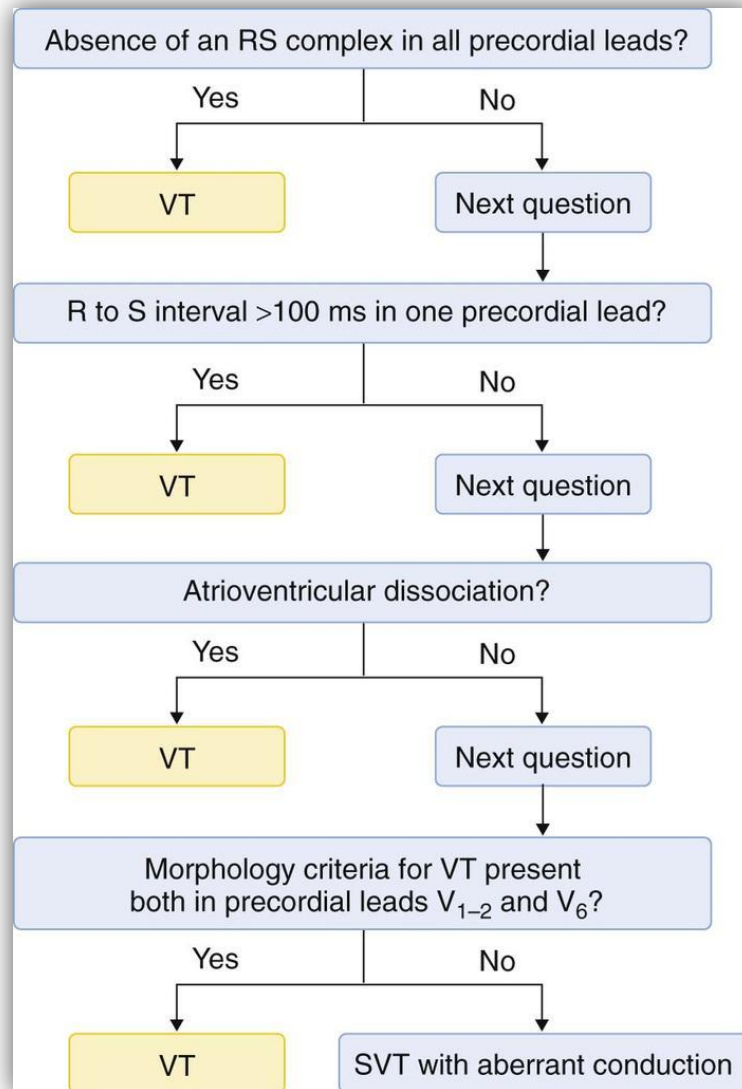 Absence of an RS complex in all precordial leads?
Yes
No
VT
Next question
R to S interval >100 ms in one precordial lead?
Yes
No
VT
Next question
Atrioventricular dissociation?
Yes
No
VT
Next question
Morphology criteria for VT present
both in precordial leads V₁₋₂ and V₆?
Yes
No
VT
SVT with aberrant conduction